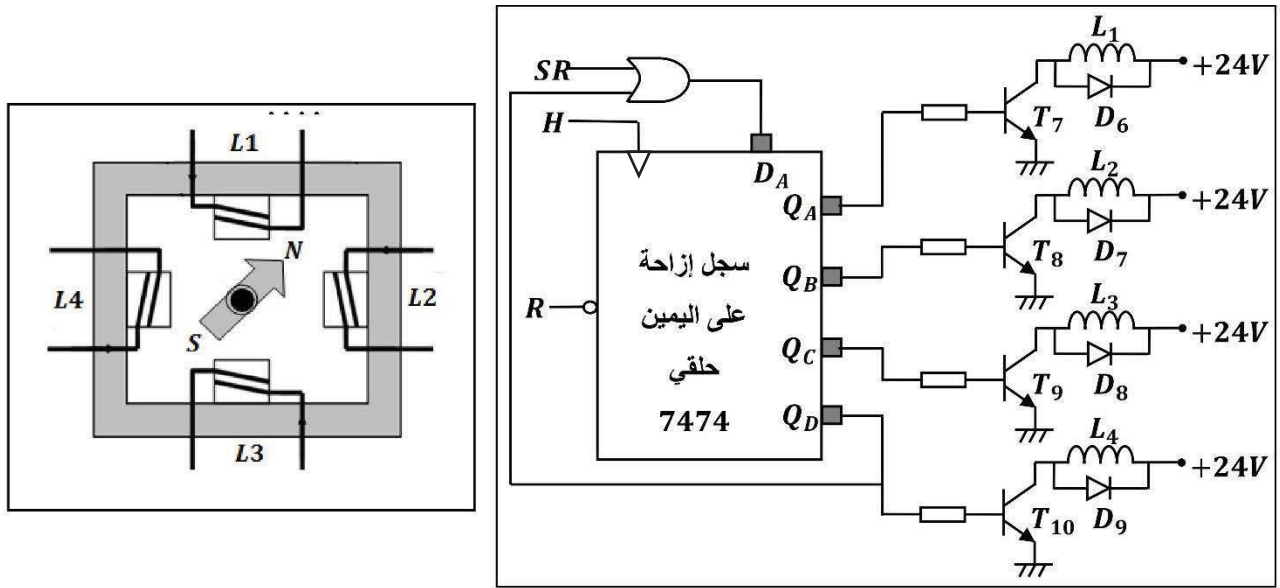 L1
N
L4
L2
S
L3
SR
H
R
D_A
Q_A
Q_B
Q_C
Q_D
سجل إزاحة
على اليمين
حلقي
7474
L₁
+24V
T₇
D₆
L₂
+24V
T₈
D₇
L₃
+24V
T₉
D₈
L₄
+24V
T₁₀
D₉